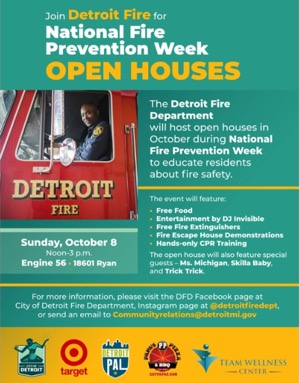 Join Detroit Fire for
National Fire
Prevention Week
OPEN HOUSES
The Detroit Fire
Department
will host open houses in
October during National
Fire Prevention Week
to educate residents
about fire safety.
DETROIT
FIRE
Sunday, October 8
Noon-3 p.m.
Engine 56 - 18601 Ryan
The event will feature:
• Free Food
• Entertainment by DJ Invisible
• Free Fire Extinguishers
• Fire Escape House Demonstrations
• Hands-only CPR Training
The open house will also feature special
guests – Ms. Michigan, Skilla Baby,
and Trick Trick.
For more information, please visit the DFD Facebook page at
City of Detroit Fire Department, Instagram page at @detroitfiredept,
or send an email to Communityrelations@detroitmi.gov
DETROIT
target
DETROIT
PAL
PIZZA
& BBQ
TEAM WELLNESS
CENTER